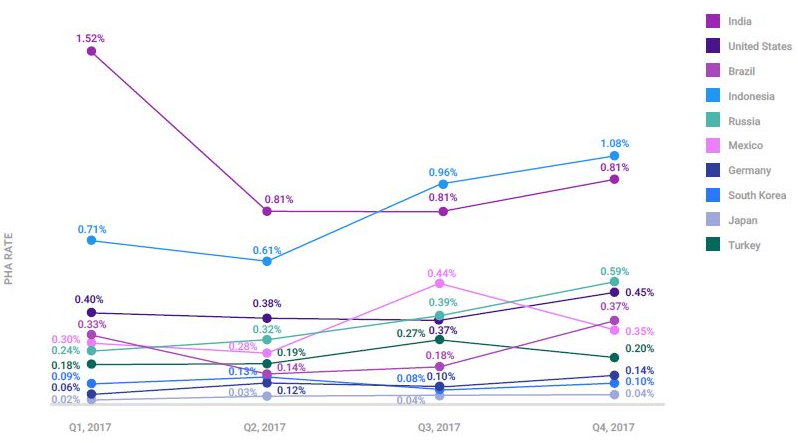 1.52%
India
United States
Brazil
Indonesia
Russia
Mexico
Germany
South Korea
Japan
Turkey
1.08%
0.96%
0.81%
0.81%
0.81%
0.71%
0.61%
PHA RATE
0.44%
0.59%
0.40%
0.38%
0.39%
0.45%
0.33%
0.32%
0.27%
0.37%
0.37%
0.30%
0.28%
0.35%
0.24%
0.19%
0.18%
0.20%
0.18%
0.14%
0.13%
0.09%
0.08%
0.10%
0.14%
0.06%
0.12%
0.10%
0.02%
0.03%
0.04%
0.04%
Q1, 2017
Q2, 2017
Q3, 2017
Q4, 2017